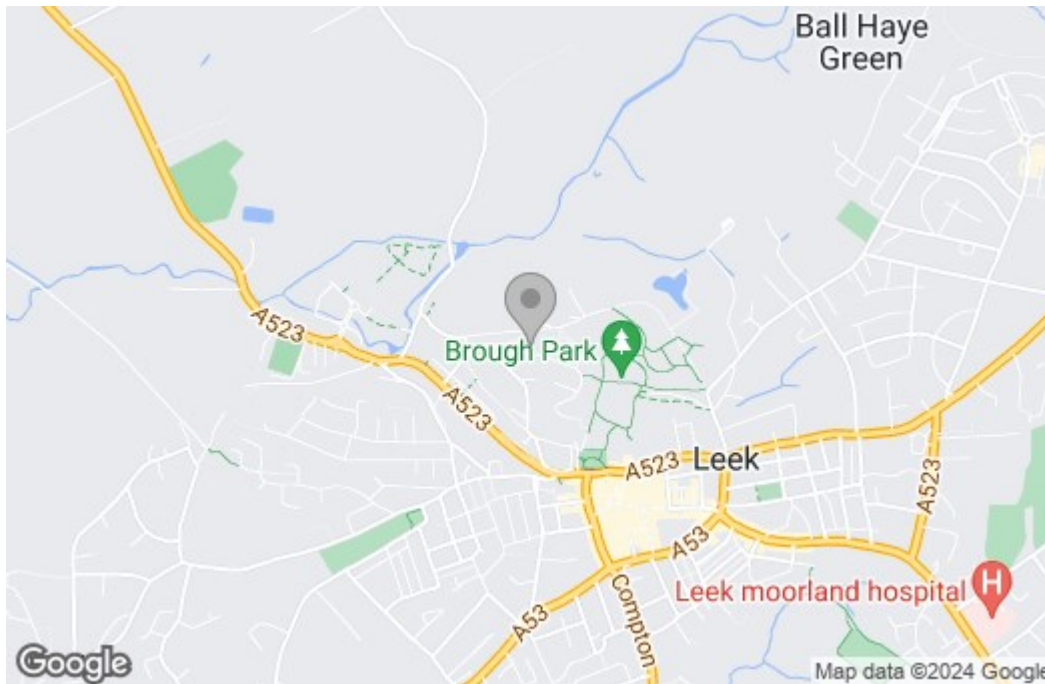 Ball Haye
Green
A523
Brough Park
A523
A523
Leek
A523
A53
Leek moorland hospital
H
A53
Compton
Google
Map data ©2024 Google